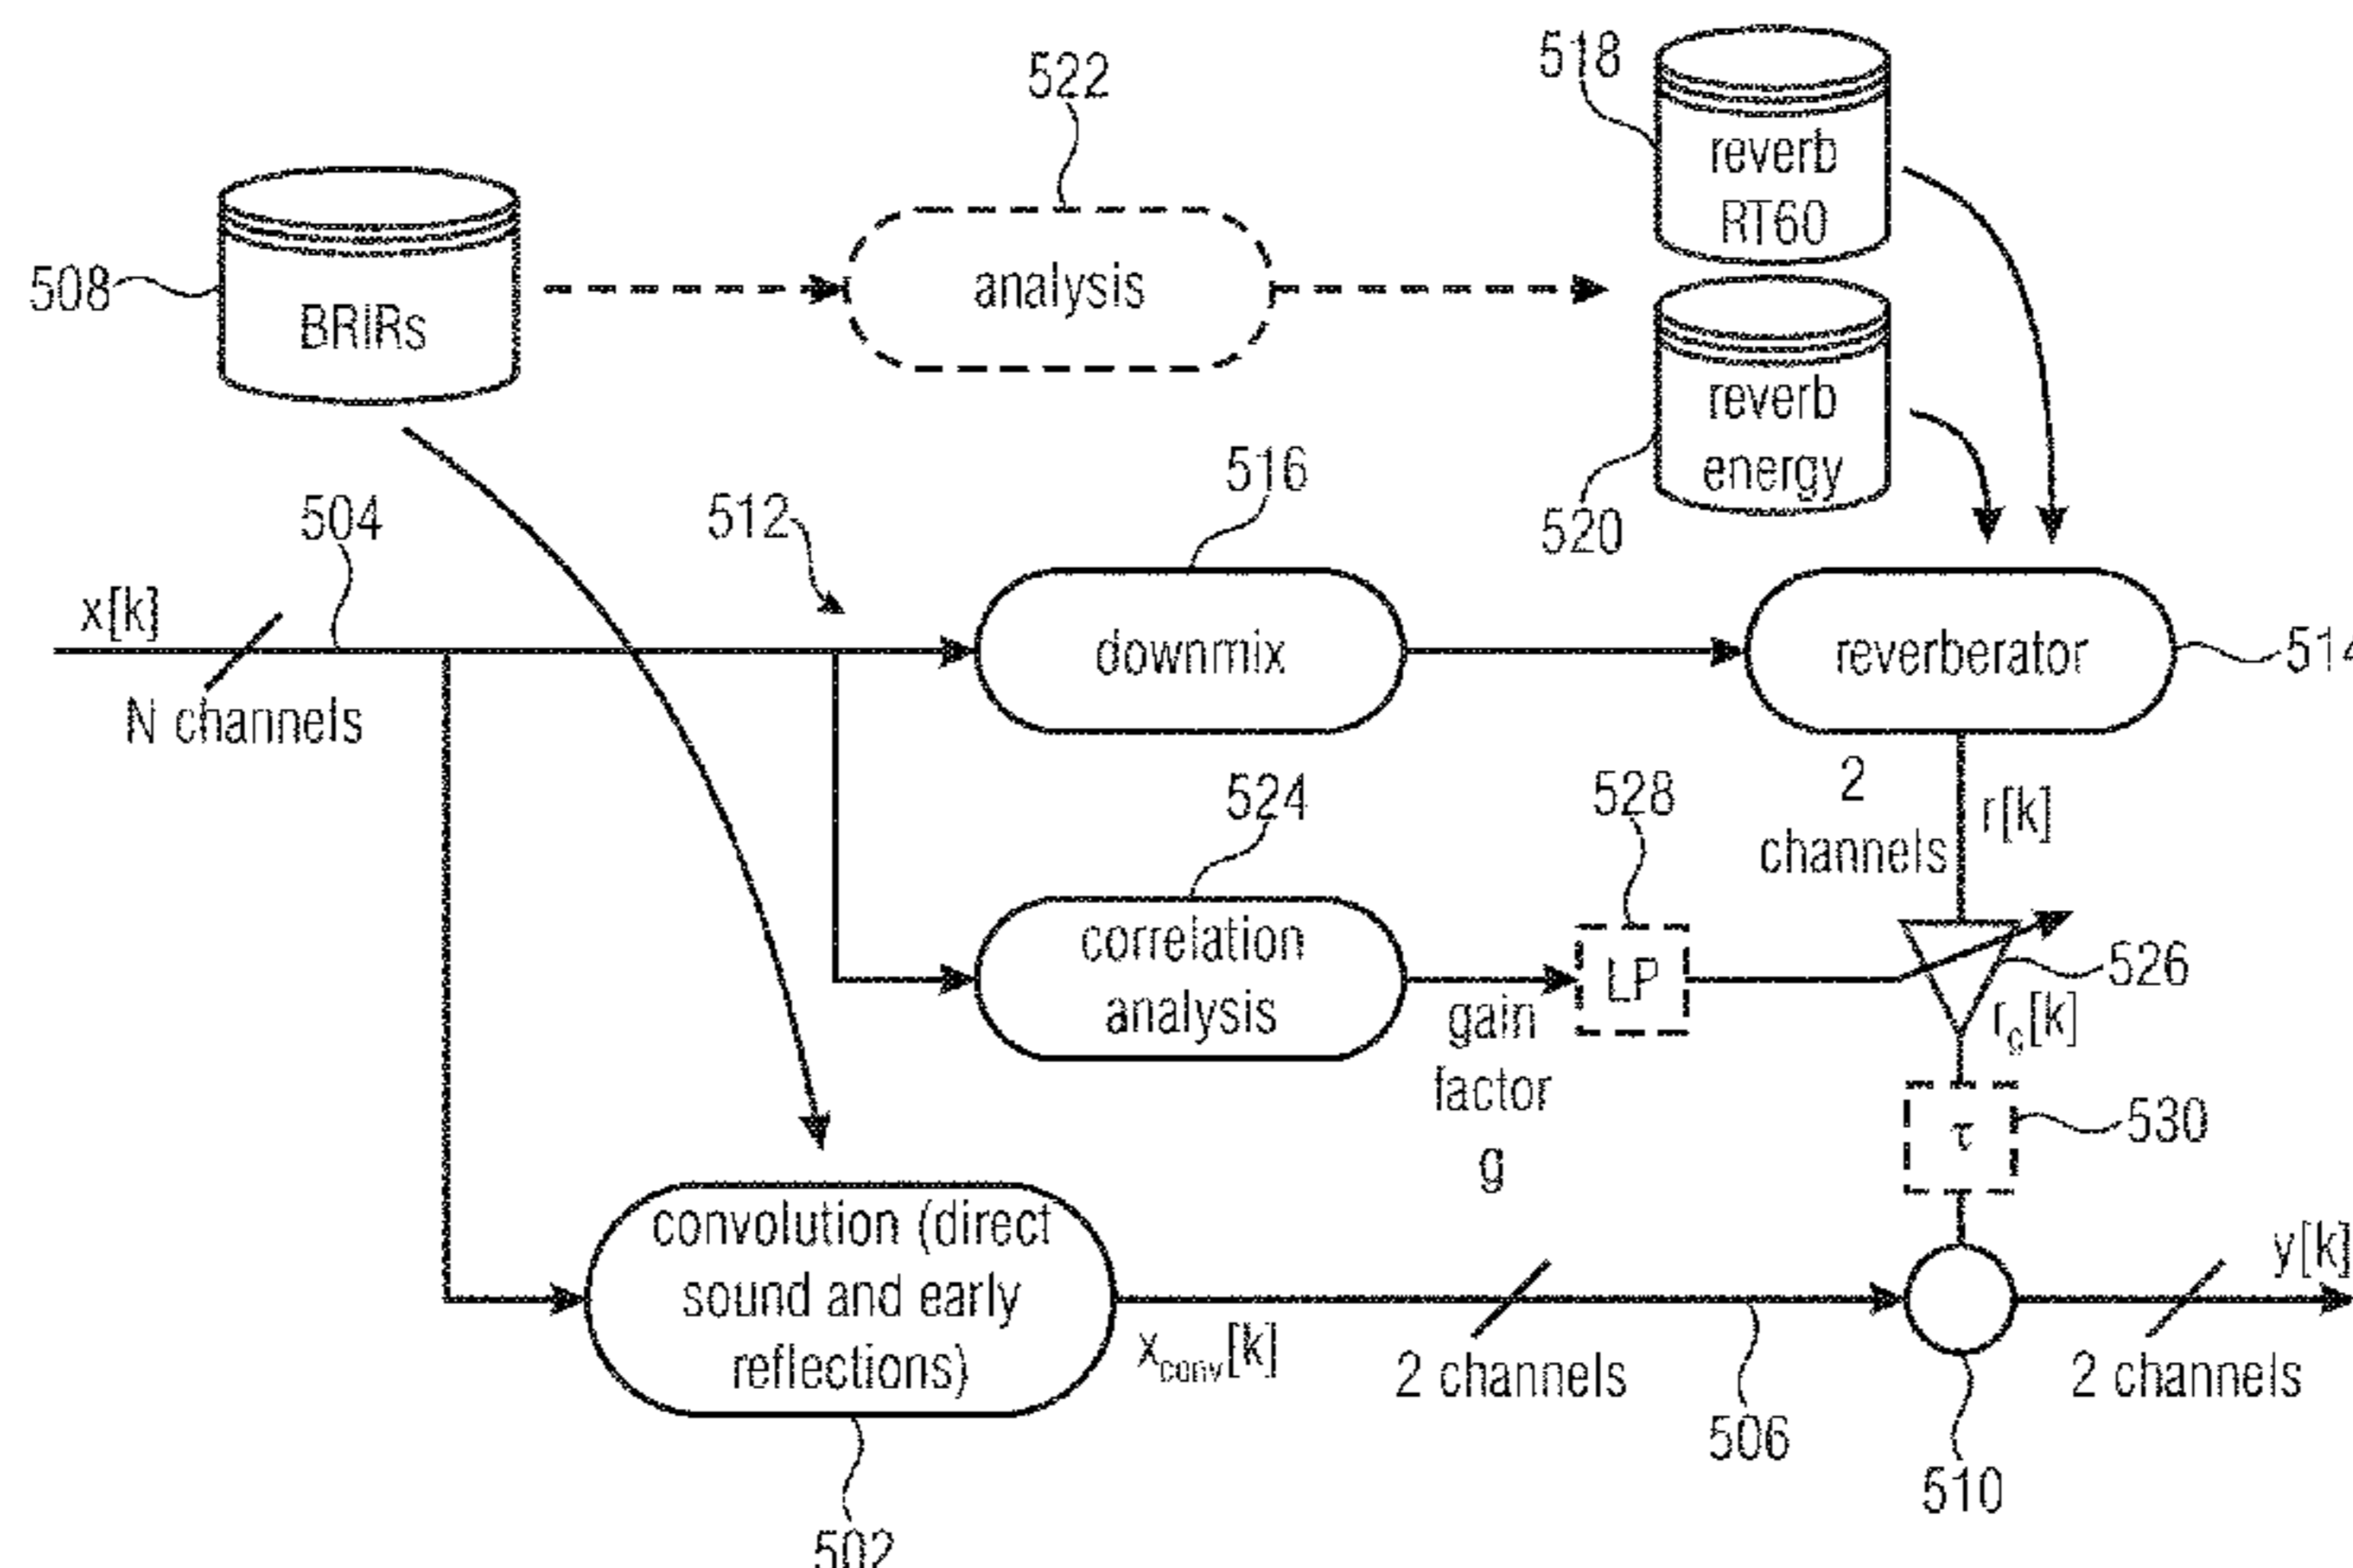 522
518
reverb
RT60
508
BRIRs
analysis
reverb
energy
520
504
512
516
x[k]
N channels
downmix
reverberator
514
2
channels
r[k]
524
528
correlation
analysis
LP
526
gain
factor
g
rg[k]
τ
530
convolution (direct
sound and early
reflections)
xconv[k]
2 channels
y[k]
2 channels
506
510
502